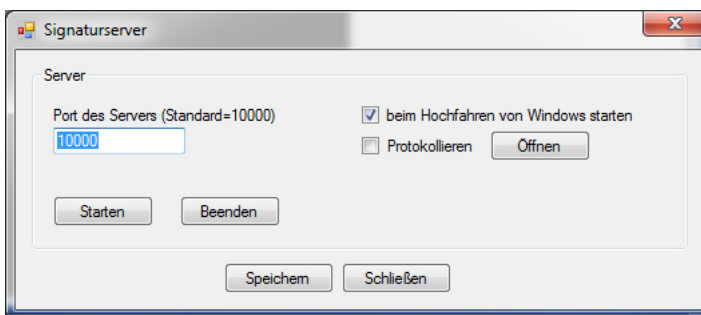 Signaturserver
Server
Port des Servers (Standard=10000)
10000
beim Hochfahren von Windows starten
Protokollieren
Öffnen
Starten
Beenden
Speichern
Schließen